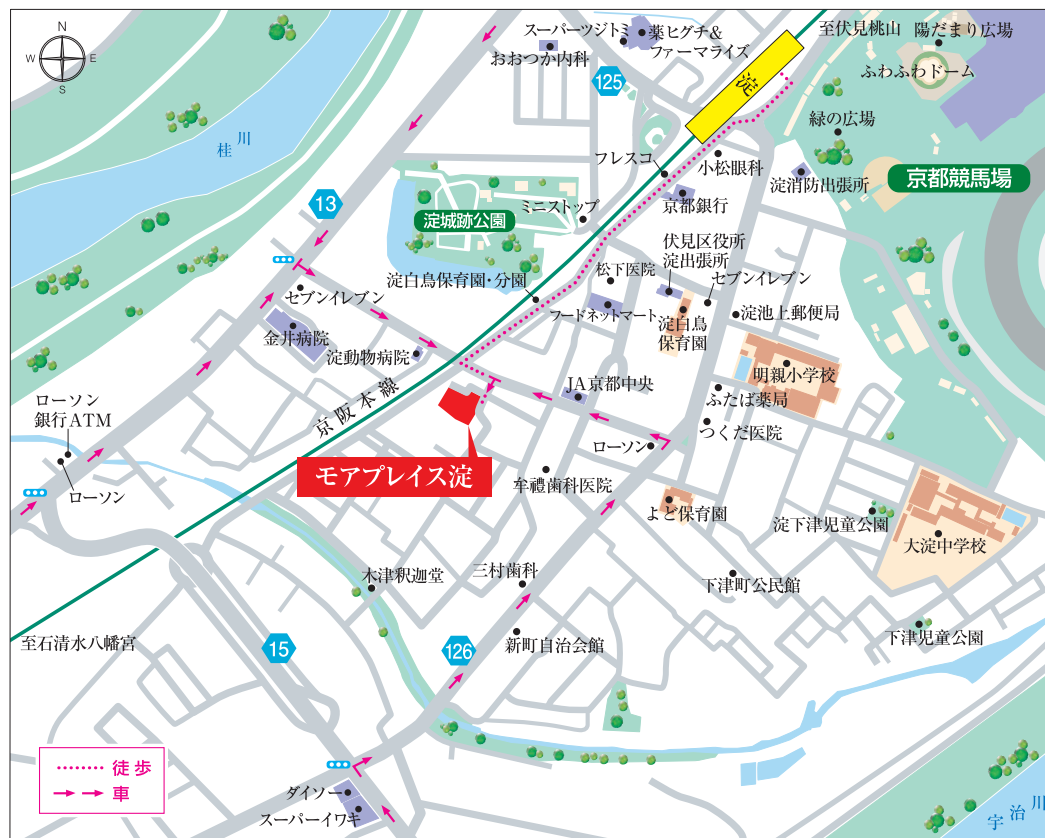 N
W
E
S
桂川
スーパーツジトミ
おおつか内科
薬ヒグチ&
ファーマライズ
125
淀
至伏見桃山
陽だまり広場
ふわふわドーム
緑の広場
京都競馬場
フレスコ
小松眼科
淀消防出張所
京都銀行
13
淀城跡公園
ミニストップ
伏見区役所
淀出張所
松下医院
セブンイレブン
淀白鳥保育園・分園
フードネットマート
淀白鳥
保育園
淀池上郵便局
セブンイレブン
金井病院
淀動物病院
明親小学校
JA京都中央
ふたば薬局
つくだ医院
京阪本線
ローソン
銀行ATM
ローソン
ローソン
モアプレイス淀
牟禮歯科医院
よど保育園
淀下津児童公園
大淀中学校
木津釈迦堂
三村歯科
下津町公民館
至石清水八幡宮
15
126
新町自治会館
下津児童公園
徒歩
車
ダイソー
スーパーイワキ
宇治川